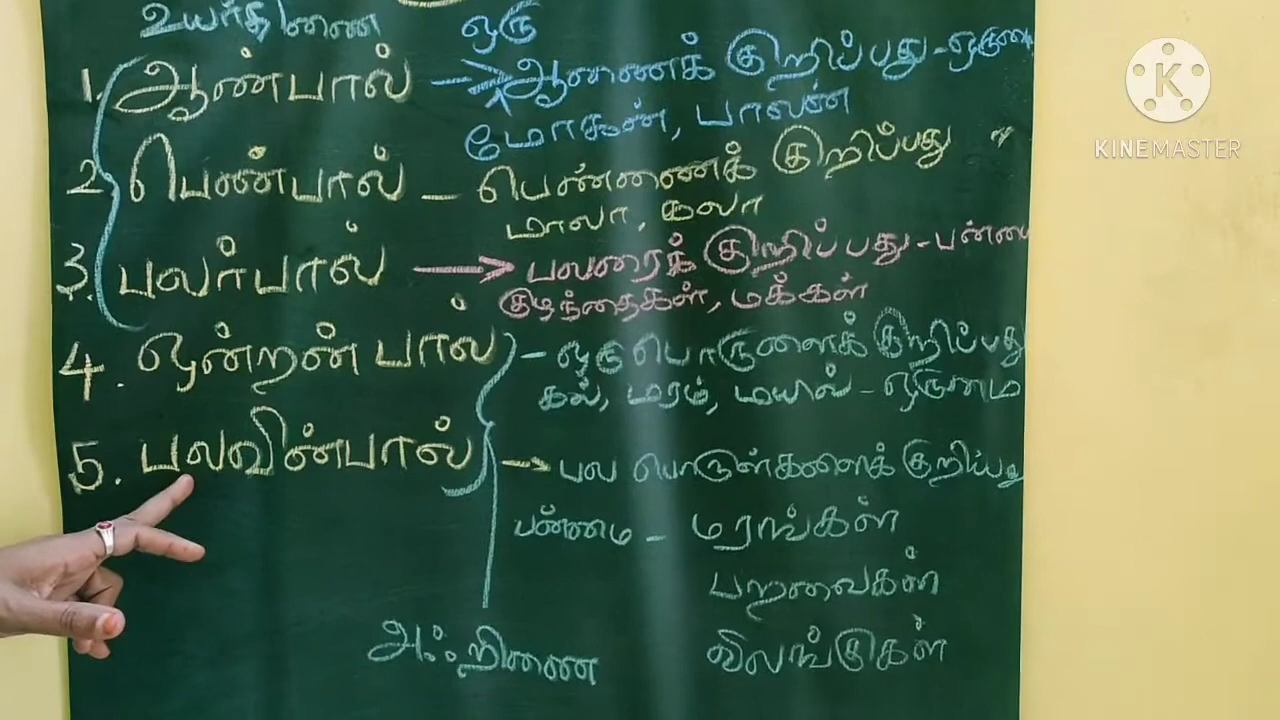 உயர்திணை ஒரு
1. ஆண்பால் → ஆணைக் குறிப்பது - ஒருமை
மோகன், பாலன்
2. பெண்பால் - பெண்ணைக் குறிப்பது "
மாலா, கலா
3. பலர்பால் → பலரைக் குறிப்பது - பன்மை
குழந்தைகள், மக்கள்
4. ஒன்றன் பால் - ஒரு பொருளைக் குறிப்பது
கல், மரம், மயில் - ஒருமை
5. பலவின்பால் → பல பொருள்களைக் குறிப்பது
பன்மை - மரங்கள்
பறவைகள்
அஃறிணை விலங்குகள்
KINEMASTER